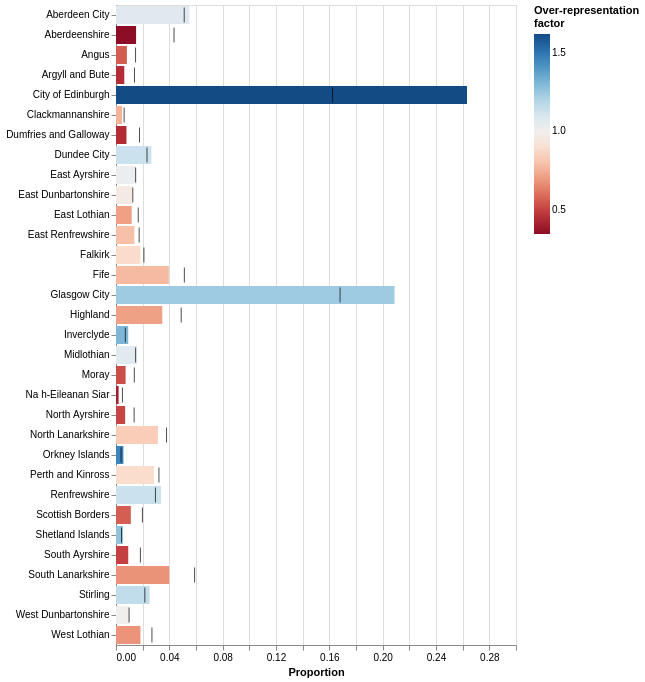 Over-representation
factor
1.5
1.0
0.5
Aberdeen City
Aberdeenshire
Angus
Argyll and Bute
City of Edinburgh
Clackmannanshire
Dumfries and Galloway
Dundee City
East Ayrshire
East Dunbartonshire
East Lothian
East Renfrewshire
Falkirk
Fife
Glasgow City
Highland
Inverclyde
Midlothian
Moray
Na h-Eileanan Siar
North Ayrshire
North Lanarkshire
Orkney Islands
Perth and Kinross
Renfrewshire
Scottish Borders
Shetland Islands
South Ayrshire
South Lanarkshire
Stirling
West Dunbartonshire
West Lothian
0.00 0.04 0.08 0.12 0.16 0.20 0.24 0.28
Proportion